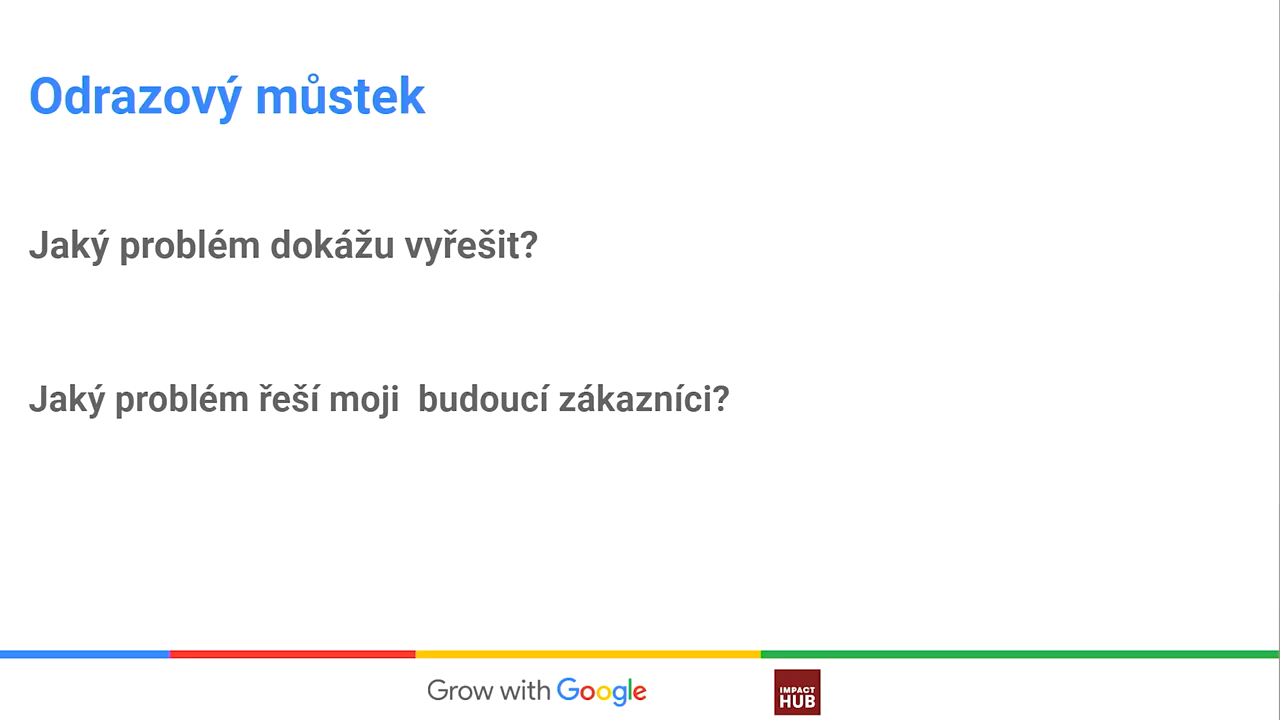 Odrazový můstek
Jaký problém dokážu vyřešit?
Jaký problém řeší moji  budoucí zákazníci?
Grow with Google
IMPACT
HUB